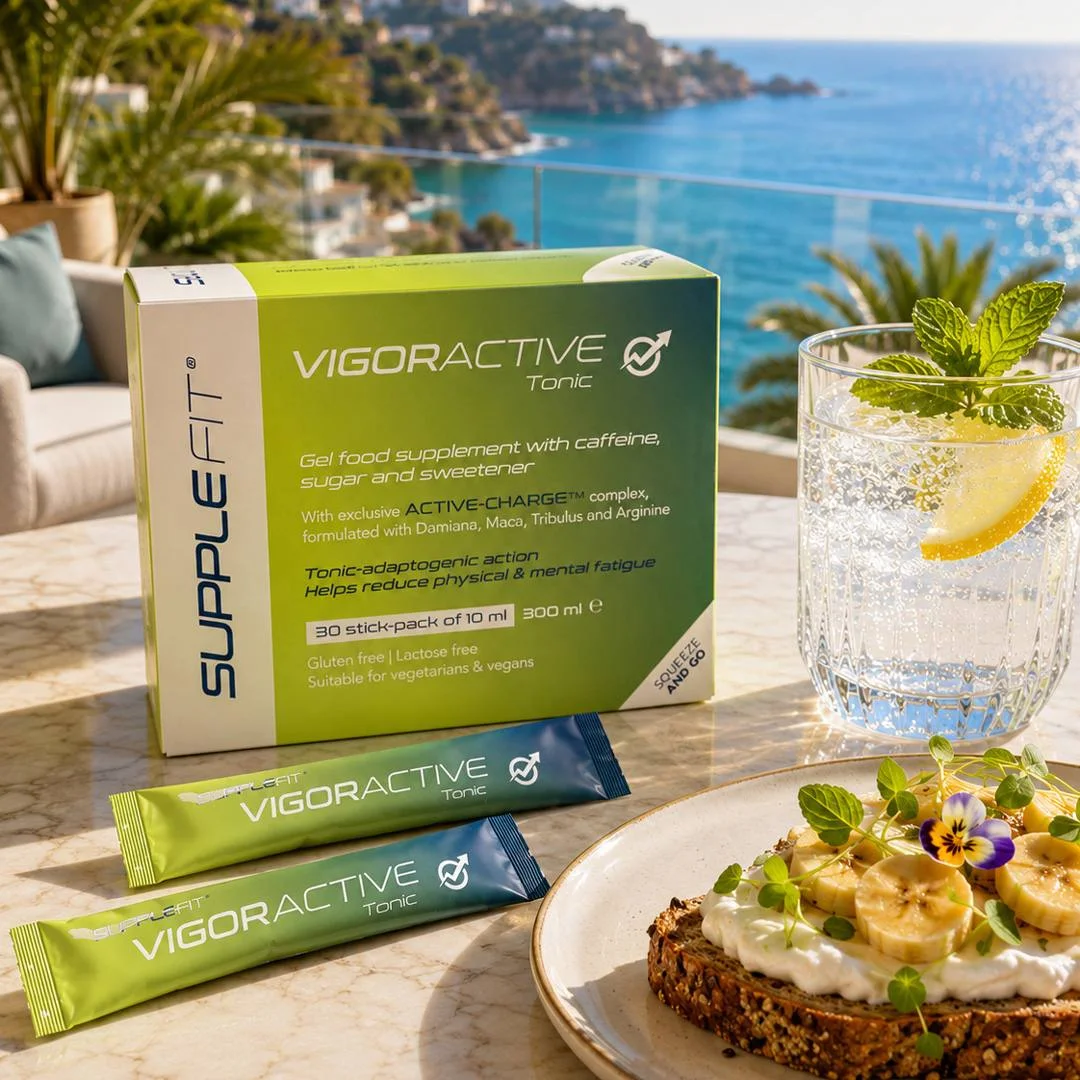 SUPPLEFIT®
VIGORACTIVE
Tonic
Gel food supplement with caffeine,
sugar and sweetener
With exclusive ACTIVE-CHARGE™ complex,
formulated with Damiana, Maca, Tribulus and Arginine
Tonic-adaptogenic action
Helps reduce physical & mental fatigue
30 stick-pack of 10 ml 300 ml ℮
Gluten free | Lactose free
Suitable for vegetarians & vegans
SQUEEZE
AND GO
SUPPLEFIT
VIGORACTIVE
Tonic
SUPPLEFIT
VIGORACTIVE
Tonic